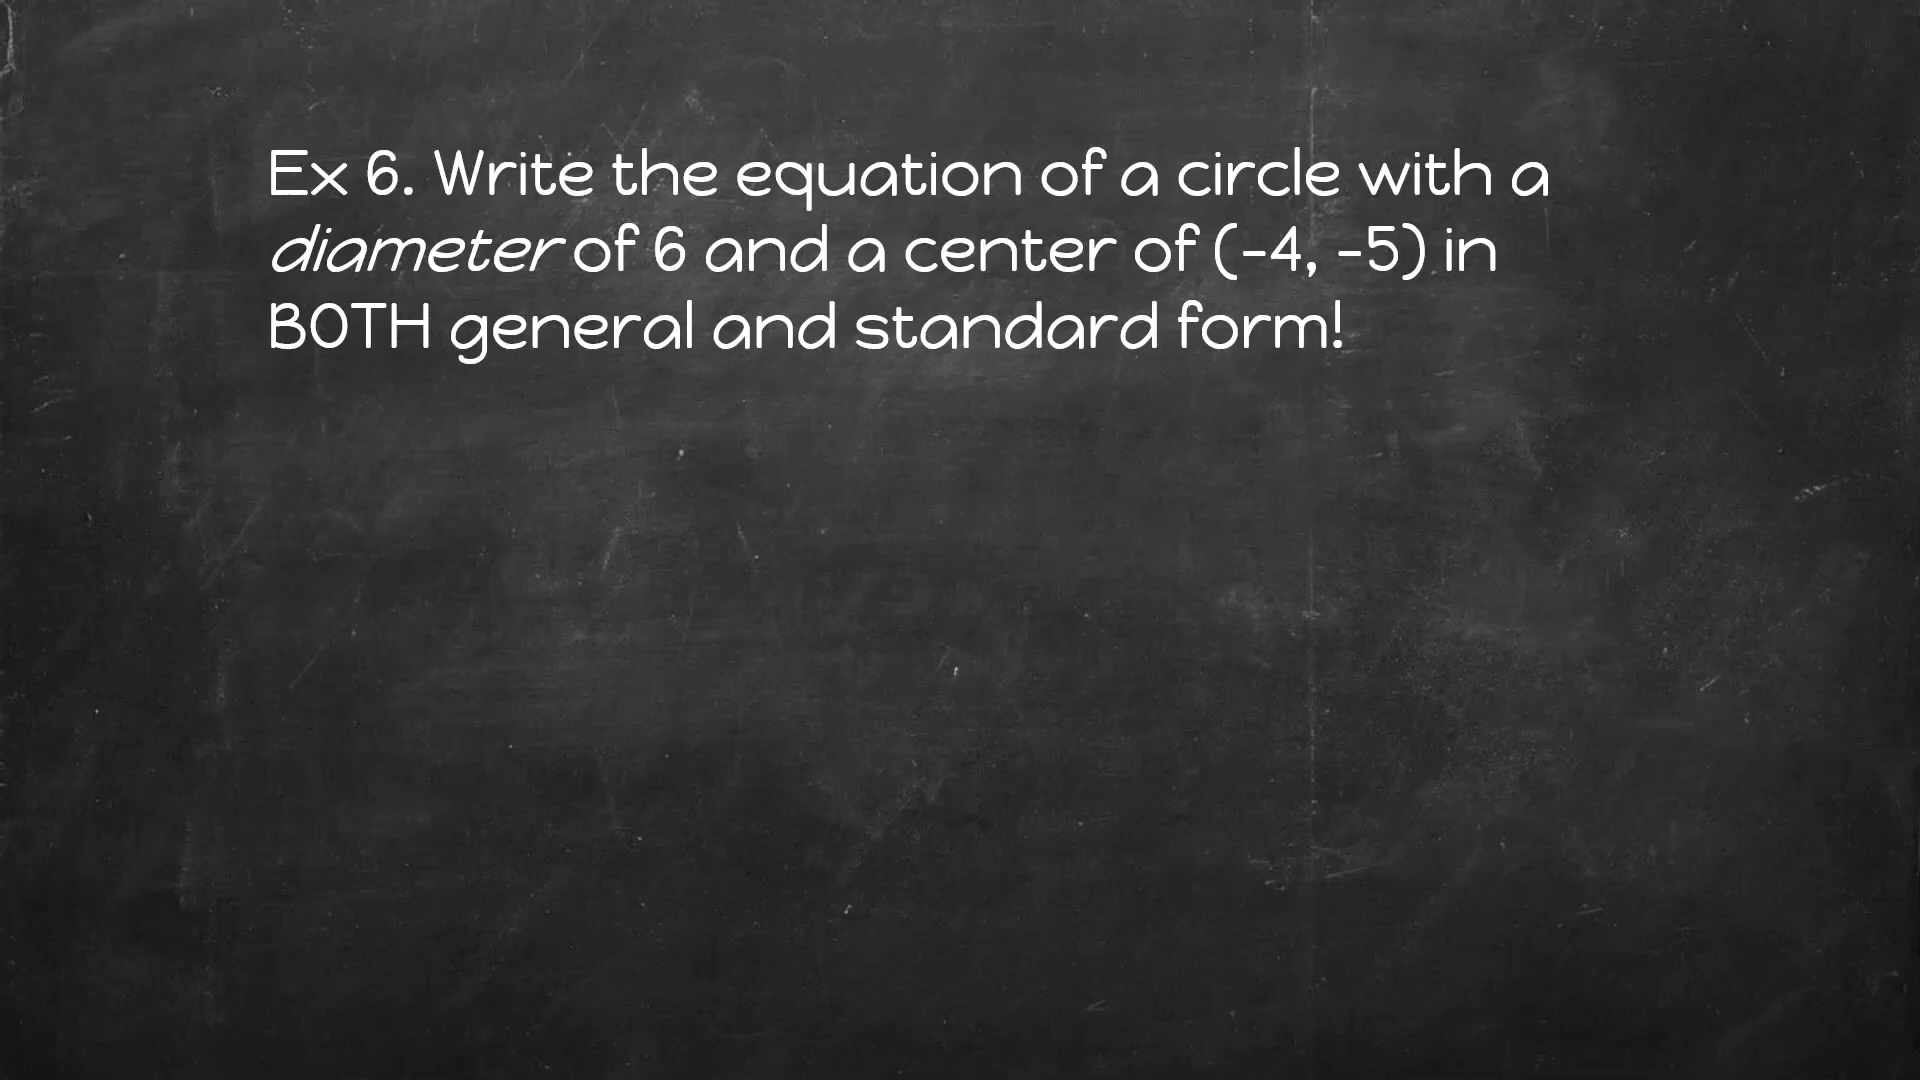 Ex 6. Write the equation of a circle with a
diameter of 6 and a center of (-4, -5) in
BOTH general and standard form!